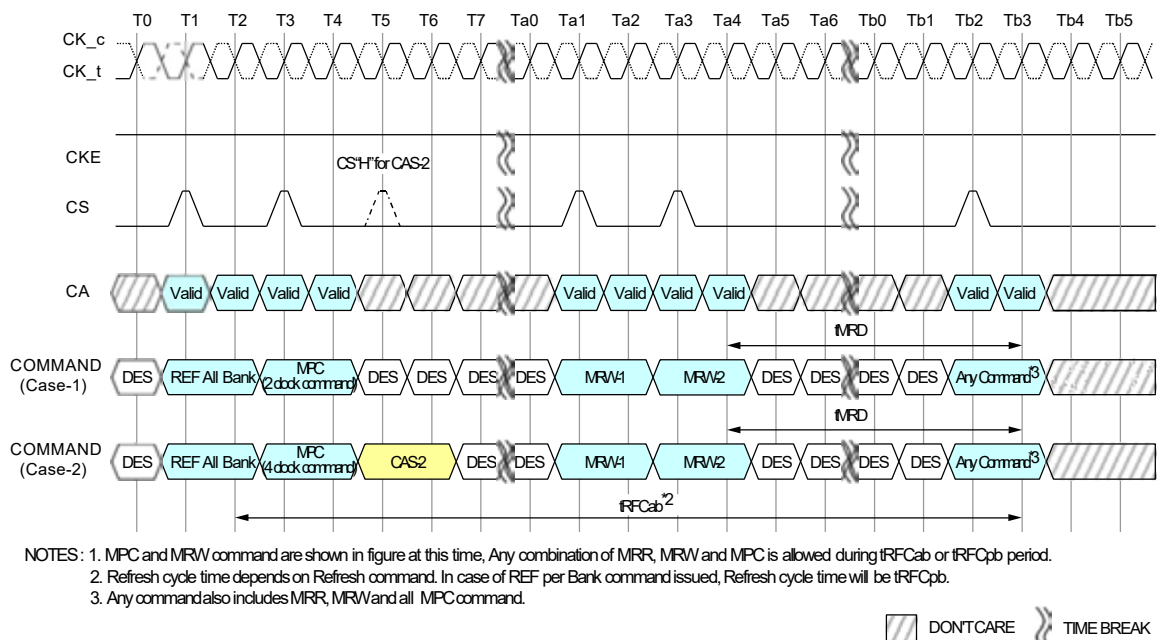 T0 T1 T2 T3 T4 T5 T6 T7 Ta0 Ta1 Ta2 Ta3 Ta4 Ta5 Ta6 Tb0 Tb1 Tb2 Tb3 Tb4 Tb5
CK_c
CK_t
CKE
CS"H" for CAS-2
CS
CA Valid Valid Valid Valid Valid Valid Valid Valid Valid Valid
tMRD
COMMAND
(Case-1)
DES REF All Bank MPC
(2 clock command) DES DES DES DES MRW-1 MRW-2 DES DES DES DES Any Command*3
tMRD
COMMAND
(Case-2)
DES REF All Bank MPC
(4 clock command) CAS-2 DES DES MRW-1 MRW-2 DES DES DES DES Any Command*3
tRFCab*2
NOTES : 1. MPC and MRW command are shown in figure at this time, Any combination of MRR, MRW and MPC is allowed during tRFCab or tRFCpb period.
2. Refresh cycle time depends on Refresh command. In case of REF per Bank command issued, Refresh cycle time will be tRFCpb.
3. Any command also includes MRR, MRW and all MPC command.
DON'T CARE TIME BREAK